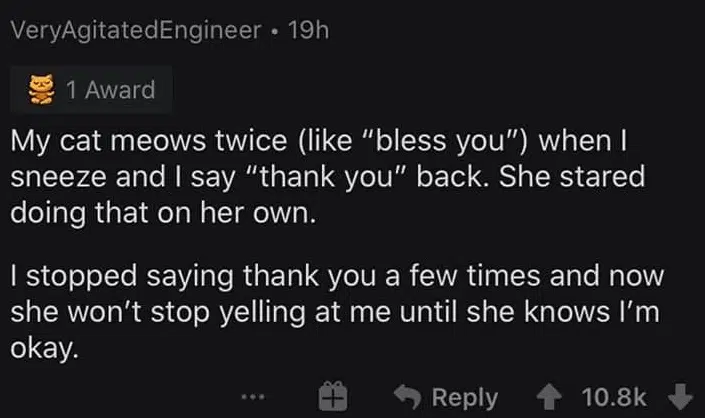 VeryAgitatedEngineer • 19h
1 Award
My cat meows twice (like “bless you”) when I
sneeze and I say “thank you” back. She stared
doing that on her own.
I stopped saying thank you a few times and now
she won’t stop yelling at me until she knows I’m
okay.
Reply 10.8k